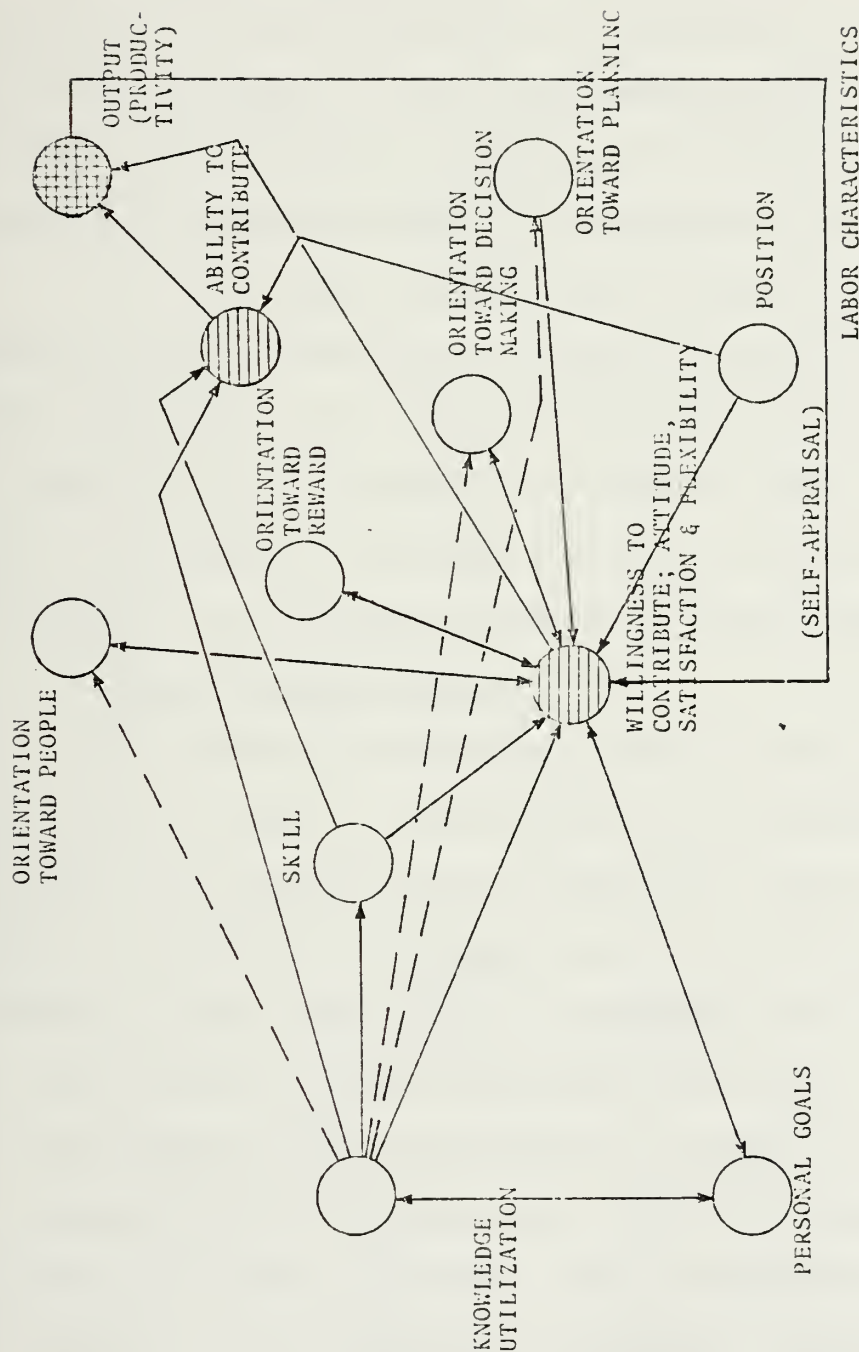 ORIENTATION
TOWARD PEOPLE
OUTPUT
(PRODUC-
TIVITY)
ABILITY TO
CONTRIBUTE
ORIENTATION
TOWARD
REWARD
SKILL
ORIENTATION
TOWARD DECISION
MAKING
ORIENTATION
TOWARD PLANNINC
KNOWLEDGE
UTILIZATION
WILLINGNESS TO
CONTRIBUTE; ATTITUDE,
SATISFACTION & FLEXIBILITY
POSITION
(SELF-APPRAISAL)
PERSONAL GOALS
LABOR CHARACTERISTICS